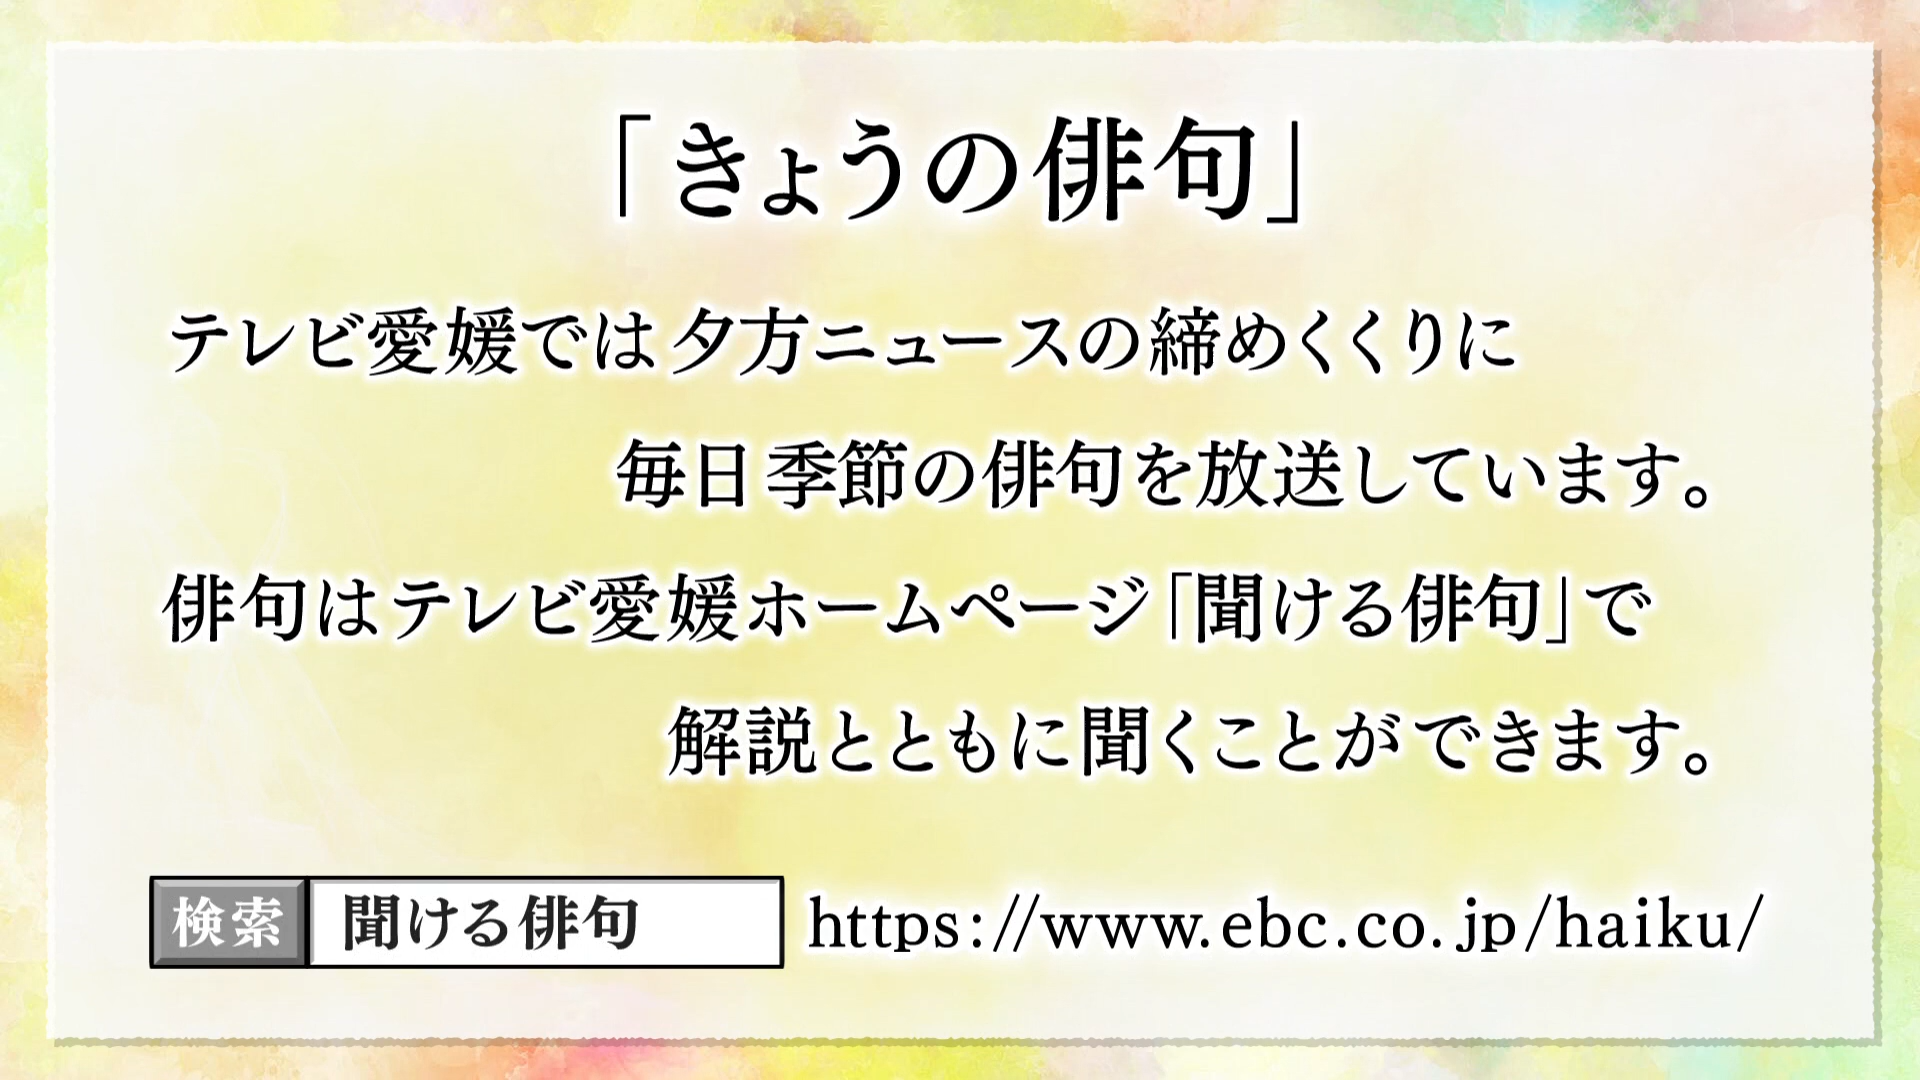 「きょうの俳句」
テレビ愛媛では夕方ニュースの締めくくりに
毎日季節の俳句を放送しています。
俳句はテレビ愛媛ホームページ「聞ける俳句」で
解説とともに聞くことができます。
検索 聞ける俳句 https://www.ebc.co.jp/haiku/